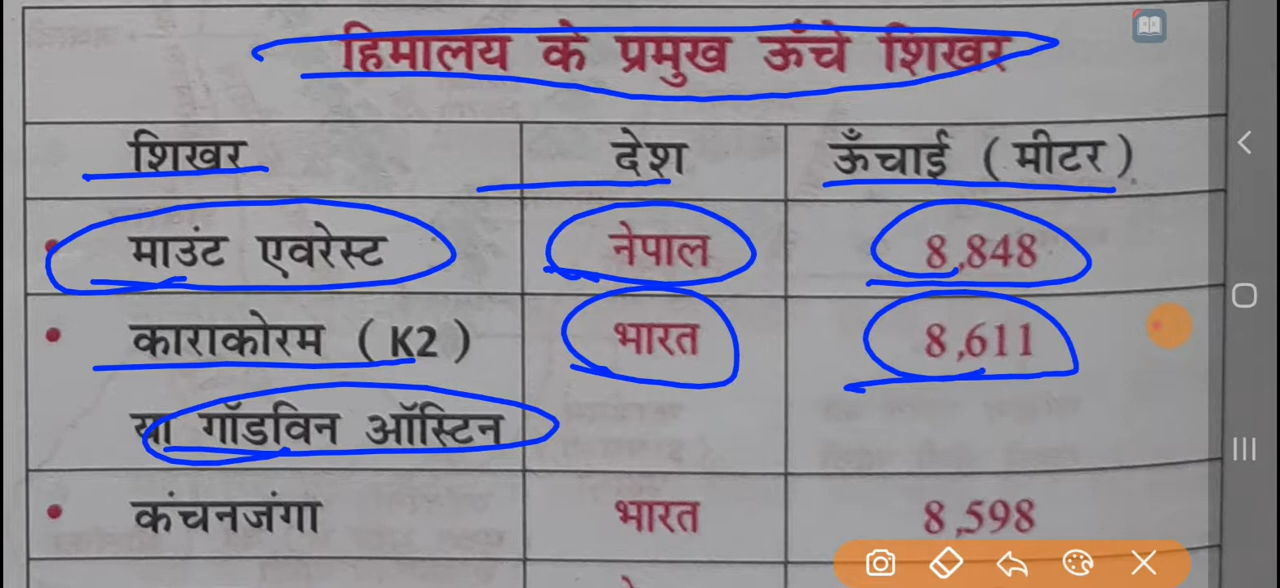 हिमालय के प्रमुख ऊँचे शिखर
शिखर देश ऊँचाई ( मीटर )
• माउंट एवरेस्ट नेपाल 8,848
• काराकोरम ( K2 ) भारत 8,611
या गॉडविन ऑस्टिन
• कंचनजंगा भारत 8,598